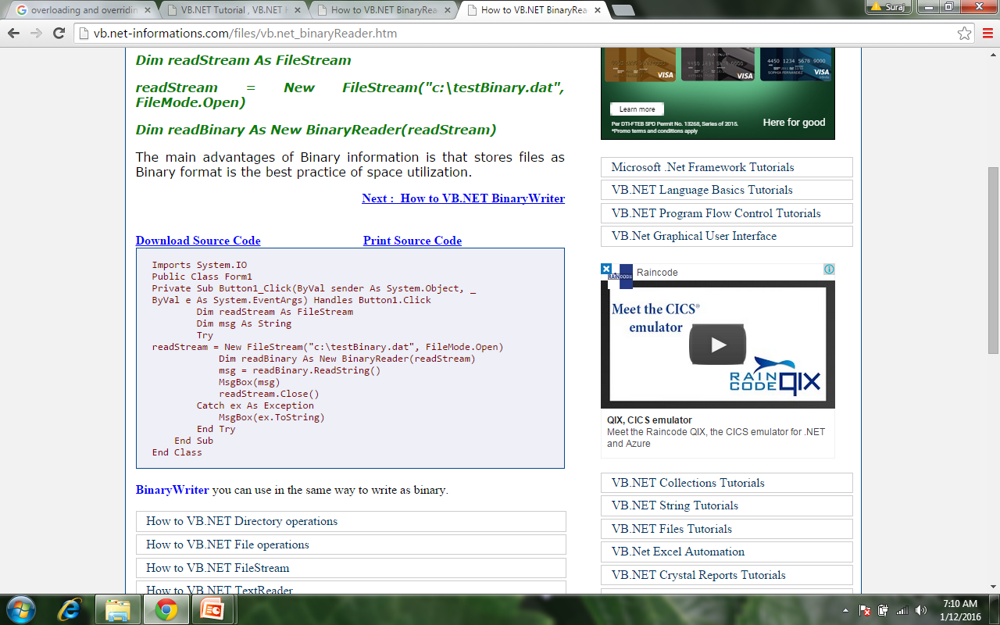 overloading and overridin
VB.NET Tutorial , VB.NET H
How to VB.NET BinaryRea
How to VB.NET BinaryRea
Suraj
vb.net-informations.com/files/vb.net_binaryReader.htm
Dim readStream As FileStream
readStream = New FileStream("c:\testBinary.dat",
FileMode.Open)
Dim readBinary As New BinaryReader(readStream)
The main advantages of Binary information is that stores files as
Binary format is the best practice of space utilization.
Next : How to VB.NET BinaryWriter
Download Source Code
Print Source Code
Imports System.IO
Public Class Form1
Private Sub Button1_Click(ByVal sender As System.Object, _
ByVal e As System.EventArgs) Handles Button1.Click
Dim readStream As FileStream
Dim msg As String
Try
readStream = New FileStream("c:\testBinary.dat", FileMode.Open)
Dim readBinary As New BinaryReader(readStream)
msg = readBinary.ReadString()
MsgBox(msg)
readStream.Close()
Catch ex As Exception
MsgBox(ex.ToString)
End Try
End Sub
End Class
BinaryWriter you can use in the same way to write as binary.
How to VB.NET Directory operations
How to VB.NET File operations
How to VB.NET FileStream
How to VB.NET TextReader
PLATINUM
4450 1234 5678 9000
SOPHIA FERNANDEZ
VISA
VISA
VISA
Learn more
Per DTI-FTEB SPD Permit No. 13268, Series of 2015.
*Promo terms and conditions apply
Here for good
Microsoft .Net Framework Tutorials
VB.NET Language Basics Tutorials
VB.NET Program Flow Control Tutorials
VB.Net Graphical User Interface
RAINCODE
Raincode
Meet the CICS®
emulator
RAIN
CODE QIX
QIX, CICS emulator
Meet the Raincode QIX, the CICS emulator for .NET
and Azure
VB.NET Collections Tutorials
VB.NET String Tutorials
VB.NET Files Tutorials
VB.Net Excel Automation
VB.NET Crystal Reports Tutorials
7:10 AM
1/12/2016